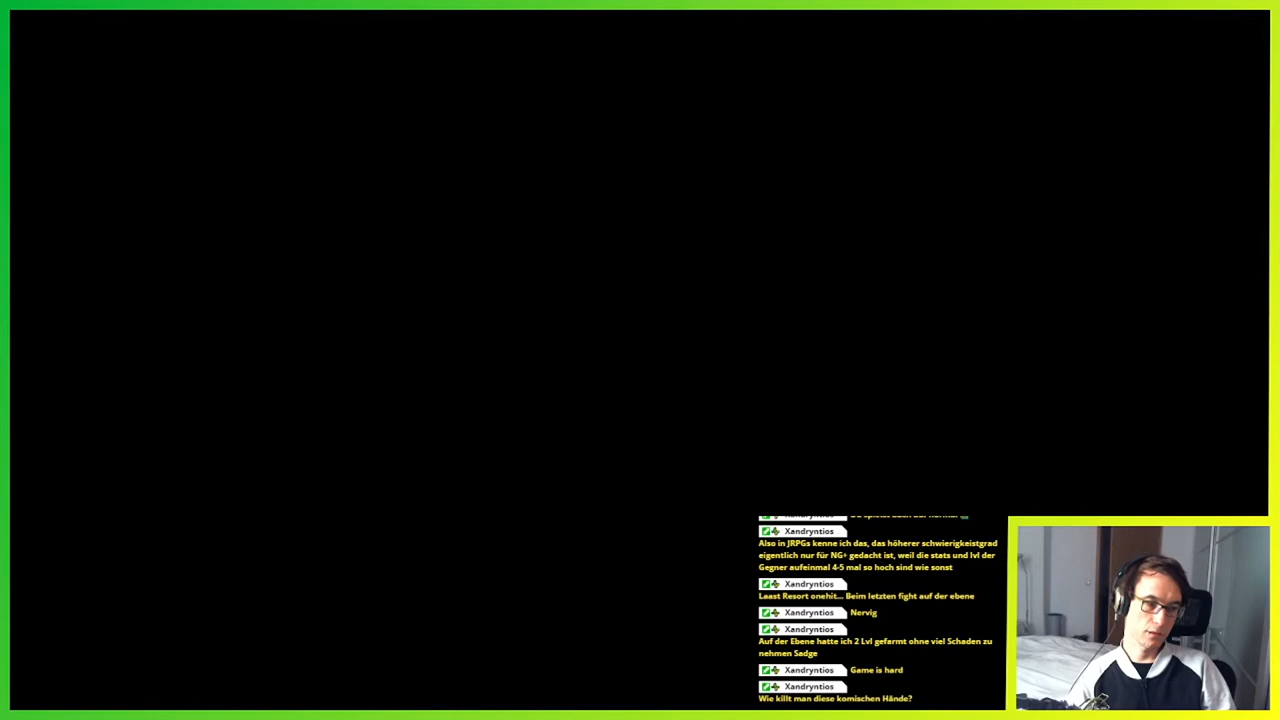 Xandryntios
Also in JRPGs kenne ich das, das höherer schwierigkeistgrad
eigentlich nur für NG+ gedacht ist, weil die stats und lvl der
Gegner aufeinmal 4-5 mal so hoch sind wie sonst
Xandryntios
Laast Resort onehit... Beim letzten fight auf der ebene
Xandryntios Nervig
Xandryntios
Auf der Ebene hatte ich 2 Lvl gefarmt ohne viel Schaden zu
nehmen Sadge
Xandryntios Game is hard
Xandryntios
Wie killt man diese komischen Hände?